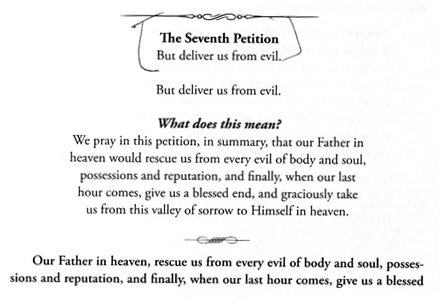 The Seventh Petition
But deliver us from evil.
But deliver us from evil.
What does this mean?
We pray in this petition, in summary, that our Father in
heaven would rescue us from every evil of body and soul,
possessions and reputation, and finally, when our last
hour comes, give us a blessed end, and graciously take
us from this valley of sorrow to Himself in heaven.
Our Father in heaven, rescue us from every evil of body and soul, posses-
sions and reputation, and finally, when our last hour comes, give us a blessed